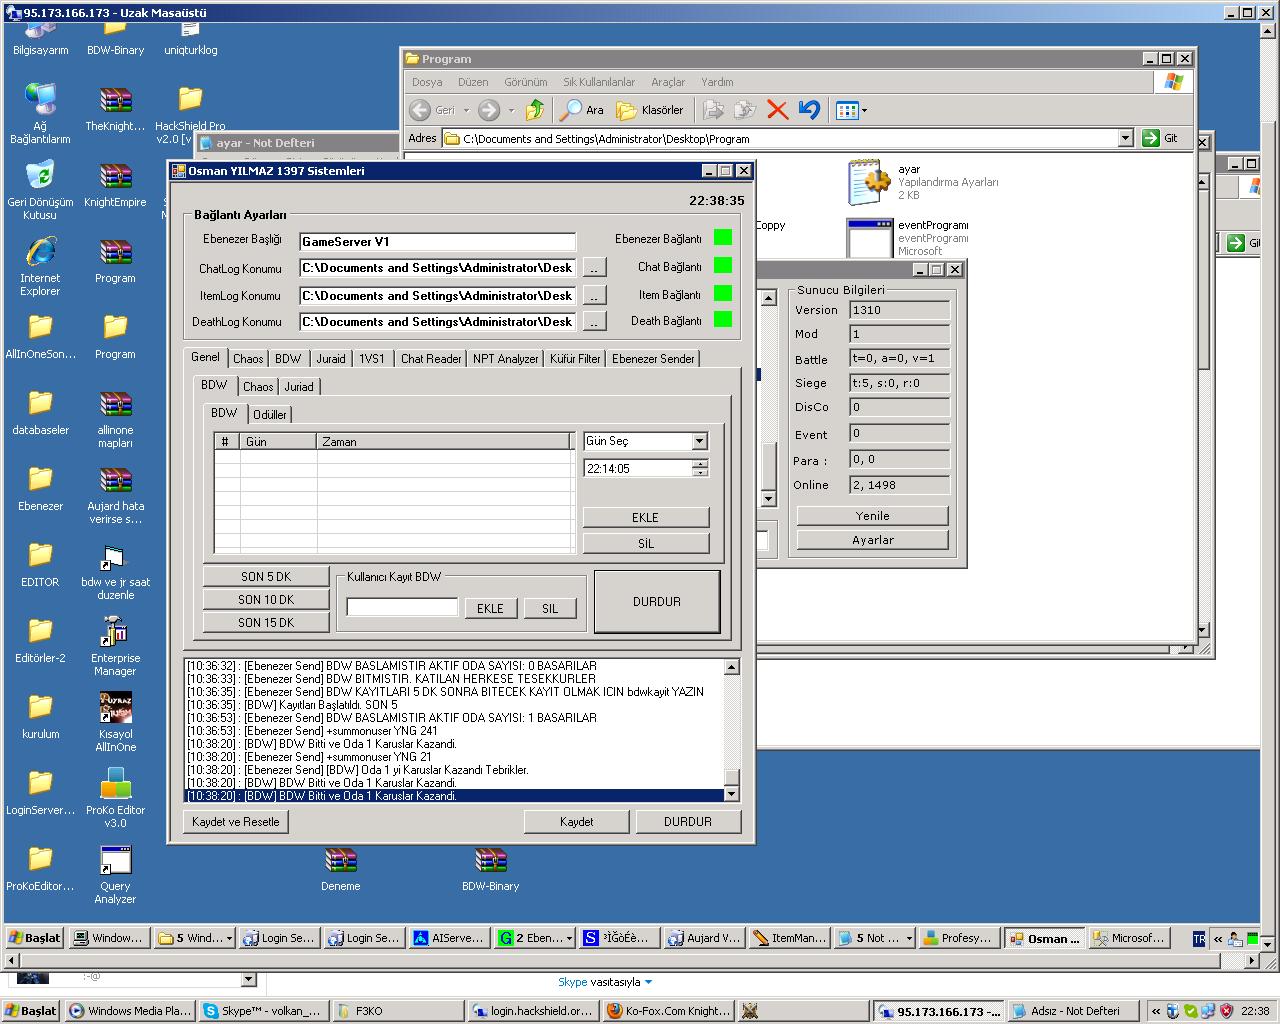 95.173.166.173 - Uzak Masaüstü
Bilgisayarım
BDW-Binary
uniqturklog
Ağ Bağlantılarım
TheKnight...
HackShield Pro v2.0 [v
Geri Dönüşüm Kutusu
KnightEmpire
Internet Explorer
Program
AllInOneSon...
Program
databaseler
allinone mapları
Ebenezer
Aujard hata verirse s...
EDITOR
bdw ve jr saat duzenle
Editörler-2
Enterprise Manager
kurulum
Kısayol AllInOne
LoginServer...
ProKo Editor v3.0
ProKoEditor...
Query Analyzer
Deneme
BDW-Binary
Program
Dosya Düzen Görünüm Sık Kullanılanlar Araçlar Yardım
Geri Ara Klasörler
Adres C:\Documents and Settings\Administrator\Desktop\Program Git
ayar
Yapılandırma Ayarları
2 KB
Coppy
eventProgramı
eventProgramı
Microsoft
ayar - Not Defteri
Osman YILMAZ 1397 Sistemleri
22:38:35
Bağlantı Ayarları
Ebenezer Başlığı GameServer V1 Ebenezer Bağlantı
ChatLog Konumu C:\Documents and Settings\Administrator\Desk .. Chat Bağlantı
ItemLog Konumu C:\Documents and Settings\Administrator\Desk .. Item Bağlantı
DeathLog Konumu C:\Documents and Settings\Administrator\Desk .. Death Bağlantı
Genel Chaos BDW Juraid 1VS1 Chat Reader NPT Analyzer Küfür Filter Ebenezer Sender
BDW Chaos Juriad
BDW Ödüller
# Gün Zaman
Gün Seç
22:14:05
EKLE
SİL
SON 5 DK
SON 10 DK
SON 15 DK
Kullanıcı Kayıt BDW
EKLE SIL
DURDUR
[10:36:32] : [Ebenezer Send] BDW BASLAMISTIR AKTIF ODA SAYISI: 0 BASARILAR
[10:36:33] : [Ebenezer Send] BDW BITMISTIR. KATILAN HERKESE TESEKKURLER
[10:36:35] : [Ebenezer Send] BDW KAYITLARI 5 DK SONRA BITECEK KAYIT OLMAK ICIN bdwkayit YAZIN
[10:36:35] : [BDW] Kayıtları Başlatıldı. SON 5
[10:36:53] : [Ebenezer Send] BDW BASLAMISTIR AKTIF ODA SAYISI: 1 BASARILAR
[10:36:53] : [Ebenezer Send] +summonuser YNG 241
[10:38:20] : [BDW] BDW Bitti ve Oda 1 Karuslar Kazandi.
[10:38:20] : [Ebenezer Send] +summonuser YNG 21
[10:38:20] : [Ebenezer Send] [BDW] Oda 1 yi Karuslar Kazandi Tebrikler.
[10:38:20] : [BDW] BDW Bitti ve Oda 1 Karuslar Kazandi.
[10:38:20] : [BDW] BDW Bitti ve Oda 1 Karuslar Kazandi.
Kaydet ve Resetle Kaydet DURDUR
Sunucu Bilgileri
Version 1310
Mod 1
Battle t=0, a=0, v=1
Siege t:5, s:0, r:0
DisCo 0
Event 0
Para : 0, 0
Online 2, 1498
Yenile
Ayarlar
Git
Başlat Window... 5 Wind... Login Se... Login Se... AIServe... 2 Eben... Aujard V... ItemMan... 5 Not ... Profesy... Osman ... Microsof... TR «
:-@
Skype vasıtasıyla
Başlat Windows Media Pla... Skype™ - volkan_... F3KO login.hackshield.or... Ko-Fox.Com Knight... 95.173.166.173 -... Adsız - Not Defteri « 22:38